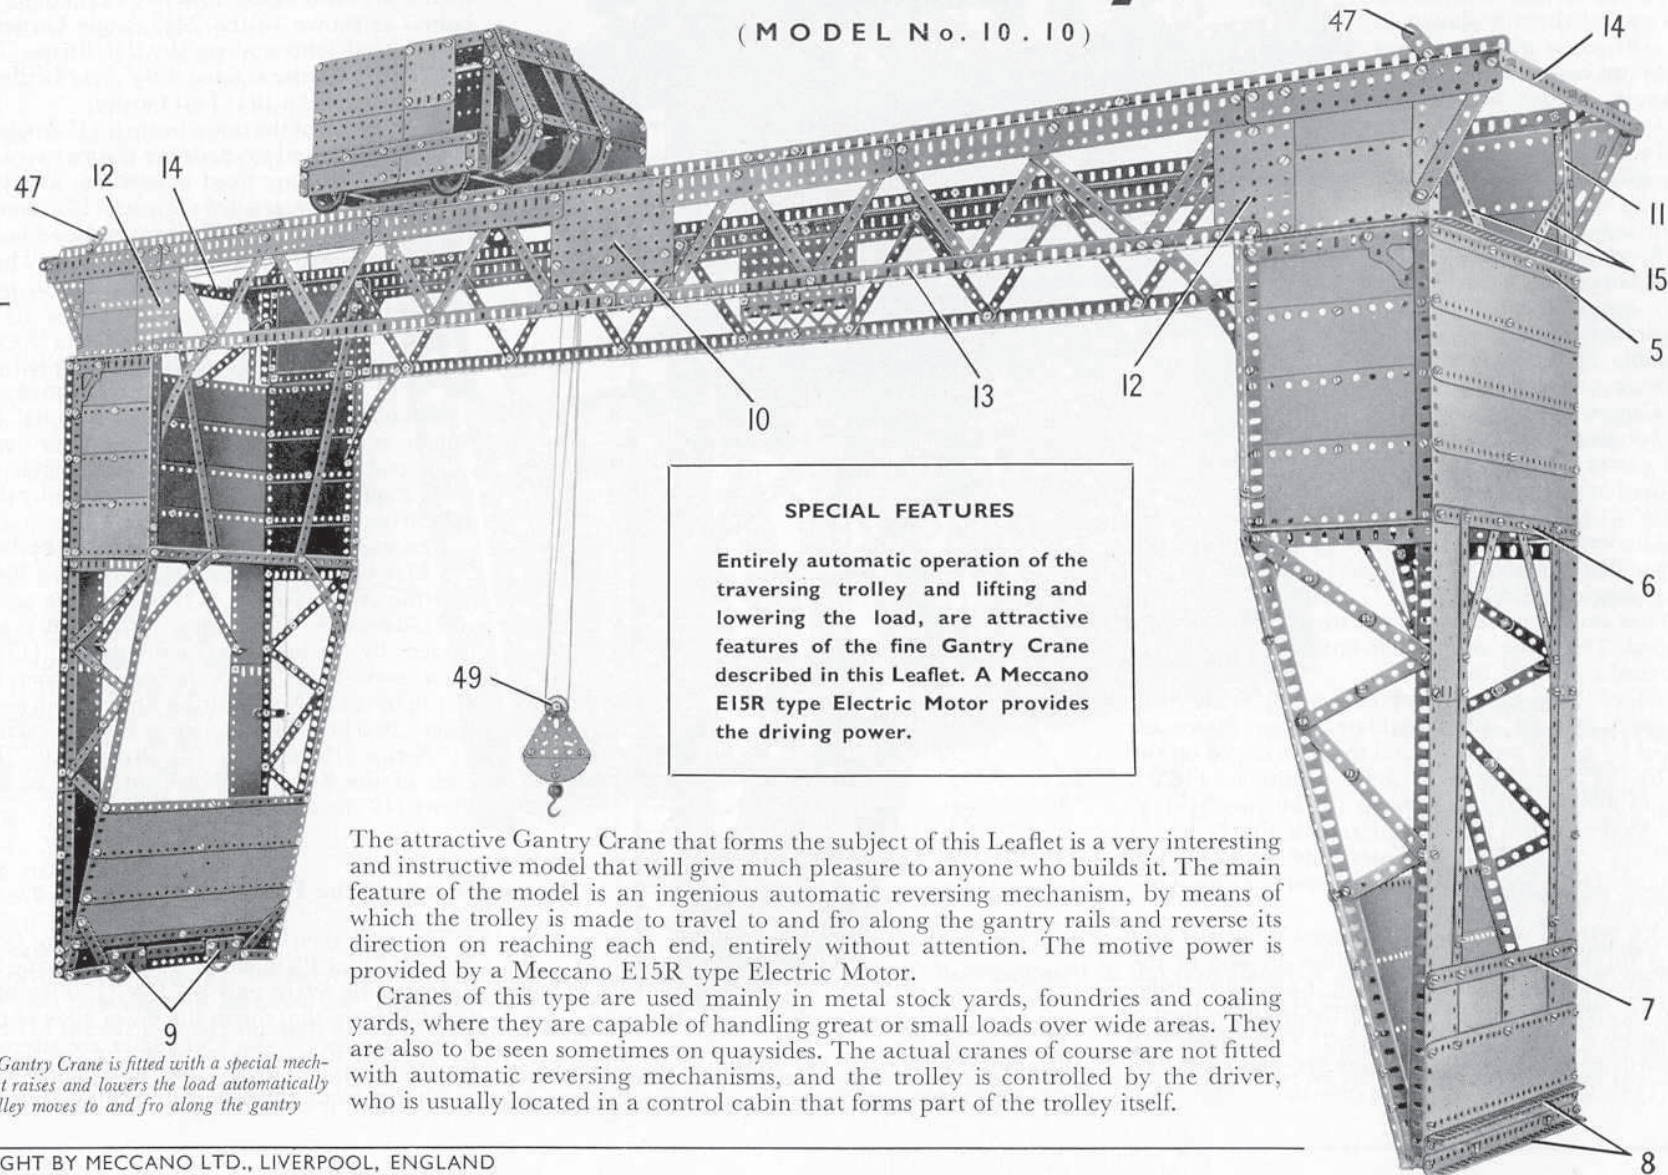 (MODEL No. 10.10)
47
14
47
12
14
11
15
5
12
13
10
6
49
7
9
8
SPECIAL FEATURES
Entirely automatic operation of the
traversing trolley and lifting and
lowering the load, are attractive
features of the fine Gantry Crane
described in this Leaflet. A Meccano
E15R type Electric Motor provides
the driving power.
The attractive Gantry Crane that forms the subject of this Leaflet is a very interesting
and instructive model that will give much pleasure to anyone who builds it. The main
feature of the model is an ingenious automatic reversing mechanism, by means of
which the trolley is made to travel to and fro along the gantry rails and reverse its
direction on reaching each end, entirely without attention. The motive power is
provided by a Meccano E15R type Electric Motor.
Cranes of this type are used mainly in metal stock yards, foundries and coaling
yards, where they are capable of handling great or small loads over wide areas. They
are also to be seen sometimes on quaysides. The actual cranes of course are not fitted
with automatic reversing mechanisms, and the trolley is controlled by the driver,
who is usually located in a control cabin that forms part of the trolley itself.
Gantry Crane is fitted with a special mech-
t raises and lowers the load automatically
lley moves to and fro along the gantry
GHT BY MECCANO LTD., LIVERPOOL, ENGLAND